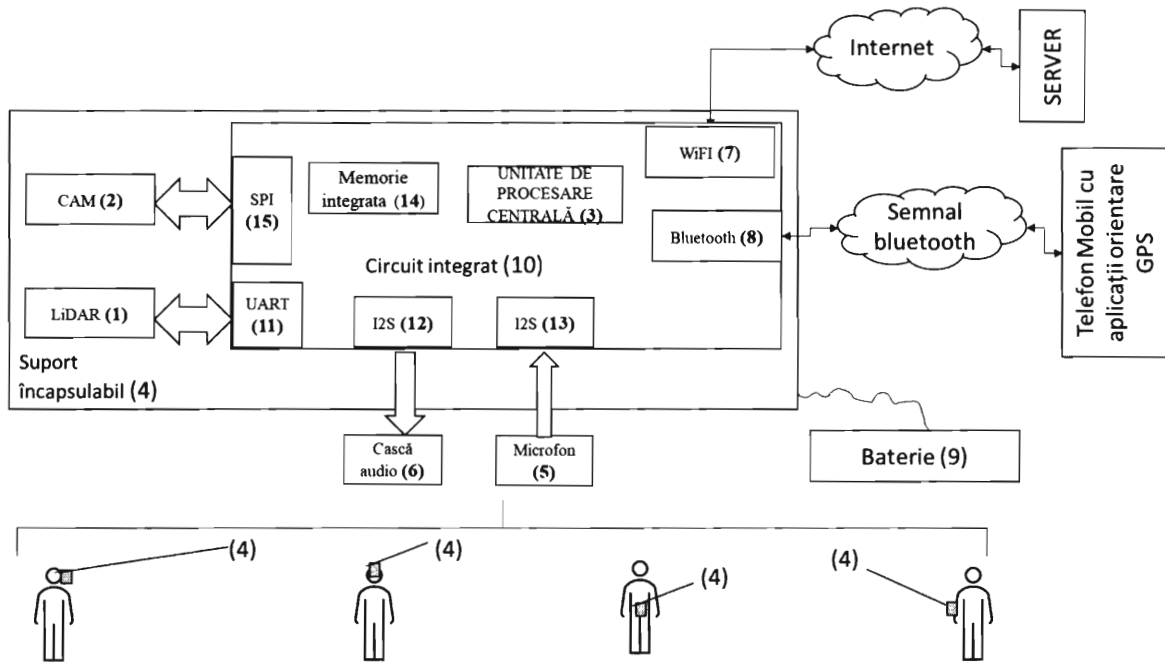 Internet
SERVER
WiFI (7)
CAM (2)
SPI
(15)
Memorie
integrata (14)
UNITATE DE
PROCESARE
CENTRALĂ (3)
Bluetooth (8)
Semnal
bluetooth
Telefon Mobil cu
aplicații orientare
GPS
Circuit integrat (10)
LiDAR (1)
UART
(11)
I2S (12)
I2S (13)
Suport
încapsulabil (4)
Cască
audio (6)
Microfon
(5)
Baterie (9)
(4)
(4)
(4)
(4)